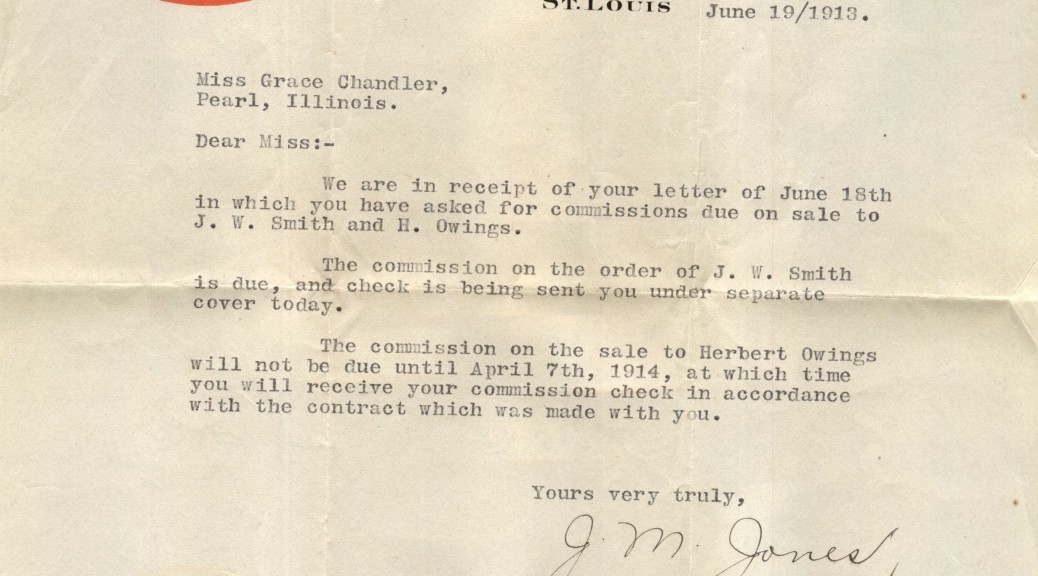 ST. LOUIS June 19/1913.
Miss Grace Chandler,
Pearl, Illinois.
Dear Miss:-
We are in receipt of your letter of June 18th
in which you have asked for commissions due on sale to
J. W. Smith and H. Owings.
The commission on the order of J. W. Smith
is due, and check is being sent you under separate
cover today.
The commission on the sale to Herbert Owings
will not be due until April 7th, 1914, at which time
you will receive your commission check in accordance
with the contract which was made with you.
Yours very truly,
J. M. Jones,